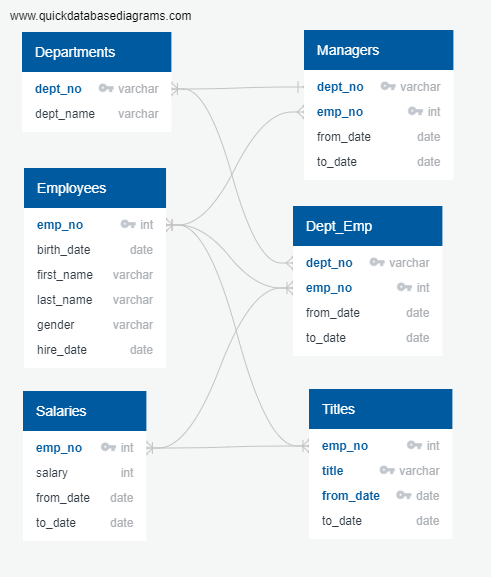 www.quickdatabasediagrams.com
Departments
dept_no varchar
dept_name varchar
Managers
dept_no varchar
emp_no int
from_date date
to_date date
Employees
emp_no int
birth_date date
first_name varchar
last_name varchar
gender varchar
hire_date date
Dept_Emp
dept_no varchar
emp_no int
from_date date
to_date date
Salaries
emp_no int
salary int
from_date date
to_date date
Titles
emp_no int
title varchar
from_date date
to_date date